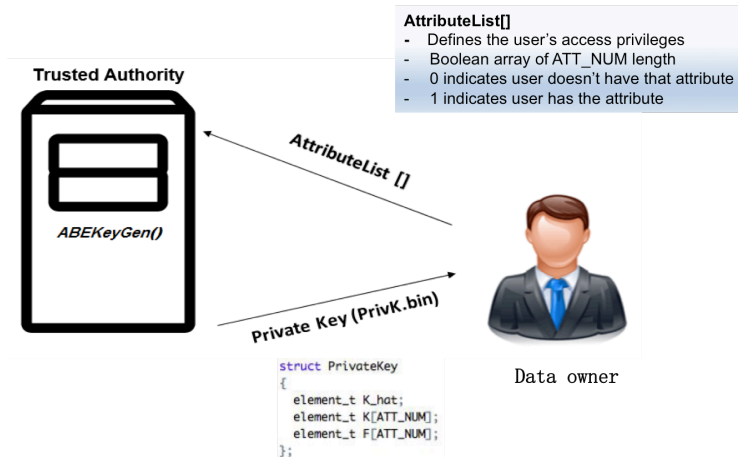 AttributeList[]
- Defines the user's access privileges
- Boolean array of ATT_NUM length
- 0 indicates user doesn't have that attribute
- 1 indicates user has the attribute
Trusted Authority
AttributeList []
ABEKeyGen()
Private Key (PrivK.bin)
Data owner
struct PrivateKey
{
element_t K_hat;
element_t K[ATT_NUM];
element_t F[ATT_NUM];
};